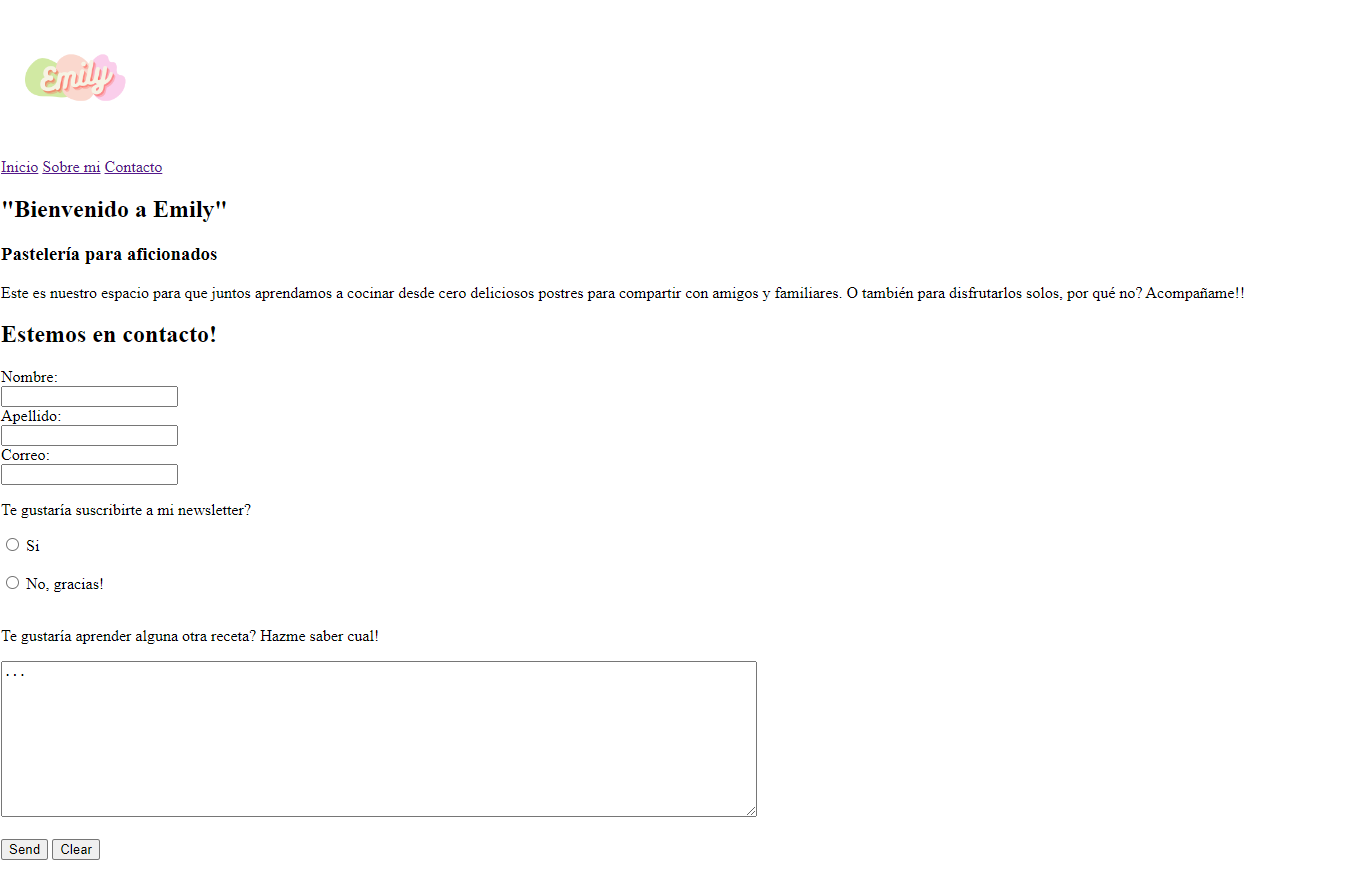 Emily
Inicio Sobre mi Contacto
"Bienvenido a Emily"
Pastelería para aficionados
Este es nuestro espacio para que juntos aprendamos a cocinar desde cero deliciosos postres para compartir con amigos y familiares. O también para disfrutarlos solos, por qué no? Acompañame!!
Estemos en contacto!
Nombre:
Apellido:
Correo:
Te gustaría suscribirte a mi newsletter?
Si
No, gracias!
Te gustaría aprender alguna otra receta? Hazme saber cual!
...
Send Clear